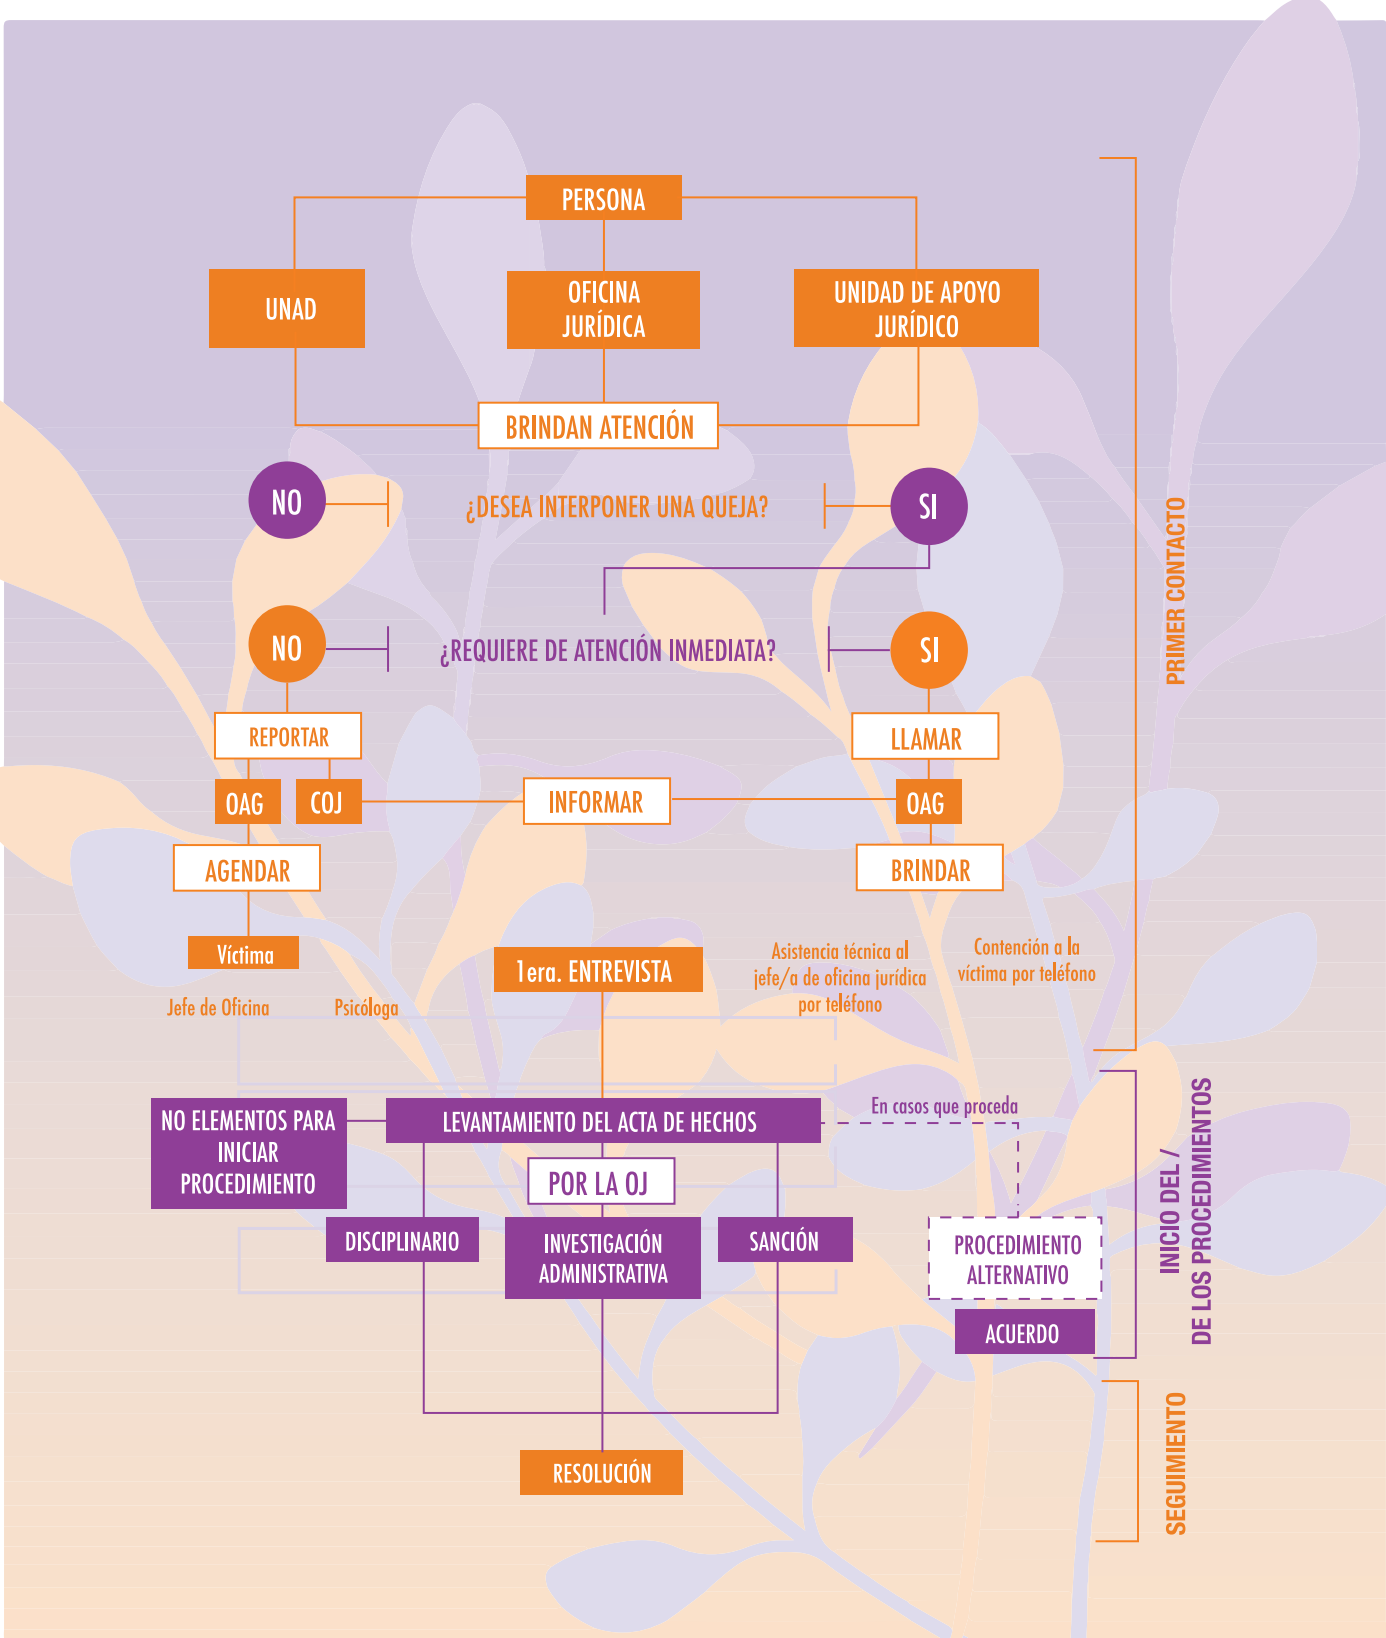 PERSONA
UNAD
OFICINA
JURÍDICA
UNIDAD DE APOYO
JURÍDICO
BRINDAN ATENCIÓN
NO
¿DESEA INTERPONER UNA QUEJA?
SI
NO
¿REQUIERE DE ATENCIÓN INMEDIATA?
SI
REPORTAR
LLAMAR
OAG
COJ
INFORMAR
OAG
AGENDAR
BRINDAR
Víctima
Jefe de Oficina
Psicóloga
1era. ENTREVISTA
Asistencia técnica al
jefe/a de oficina jurídica
por teléfono
Contención a la
víctima por teléfono
PRIMER CONTACTO
NO ELEMENTOS PARA
INICIAR
PROCEDIMIENTO
LEVANTAMIENTO DEL ACTA DE HECHOS
En casos que proceda
POR LA OJ
DISCIPLINARIO
INVESTIGACIÓN
ADMINISTRATIVA
SANCIÓN
PROCEDIMIENTO
ALTERNATIVO
ACUERDO
INICIO DEL /
DE LOS PROCEDIMIENTOS
RESOLUCIÓN
SEGUIMIENTO